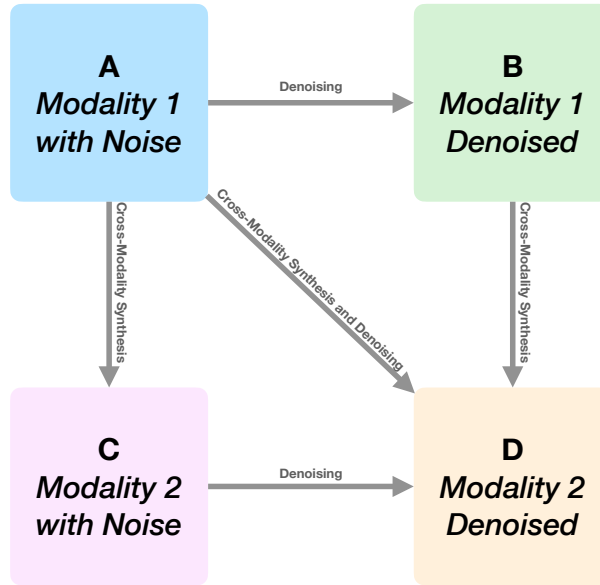 A
Modality 1
with Noise
Denoising
B
Modality 1
Denoised
Cross-Modality Synthesis
Cross-Modality Synthesis and Denoising
Cross-Modality Synthesis
C
Modality 2
with Noise
Denoising
D
Modality 2
Denoised